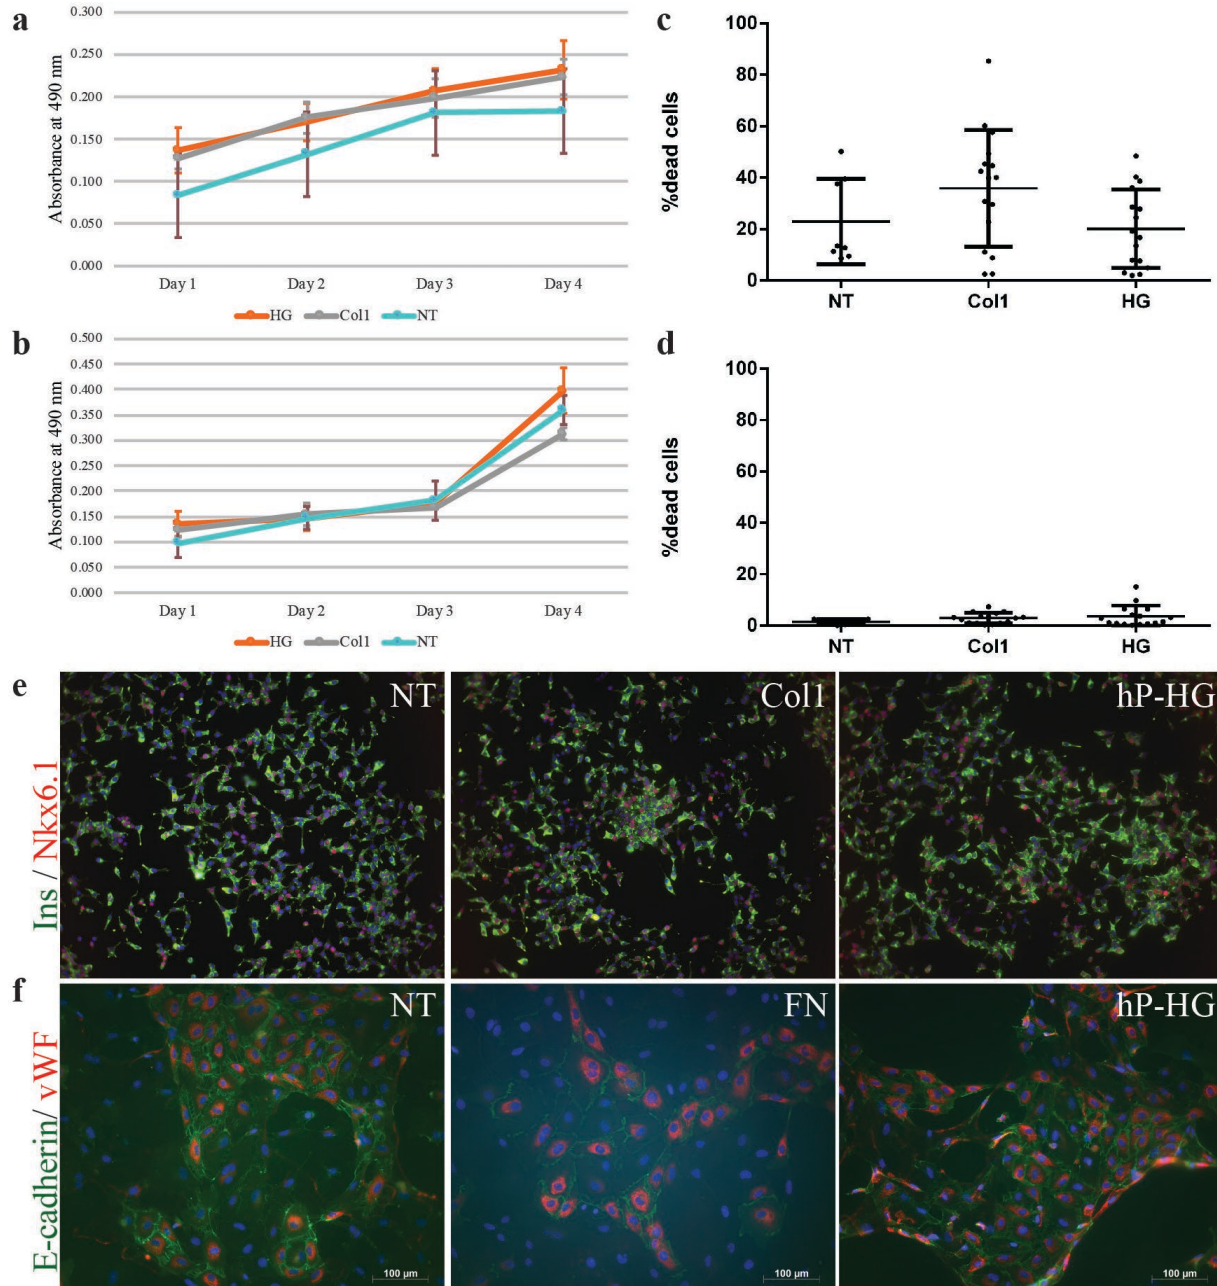 a
0.300
0.250
0.200
0.150
0.100
0.050
0.000
Absorbance at 490 nm
Day 1 Day 2 Day 3 Day 4
HG Col1 NT
c
100
80
60
40
20
0
%dead cells
NT Col1 HG
b
0.500
0.450
0.400
0.350
0.300
0.250
0.200
0.150
0.100
0.050
0.000
Absorbance at 490 nm
Day 1 Day 2 Day 3 Day 4
HG Col1 NT
d
100
80
60
40
20
0
%dead cells
NT Col1 HG
e
Ins / Nkx6.1
NT
Col1
hP-HG
f
E-cadherin/ vWF
NT
100 µm
FN
100 µm
hP-HG
100 µm